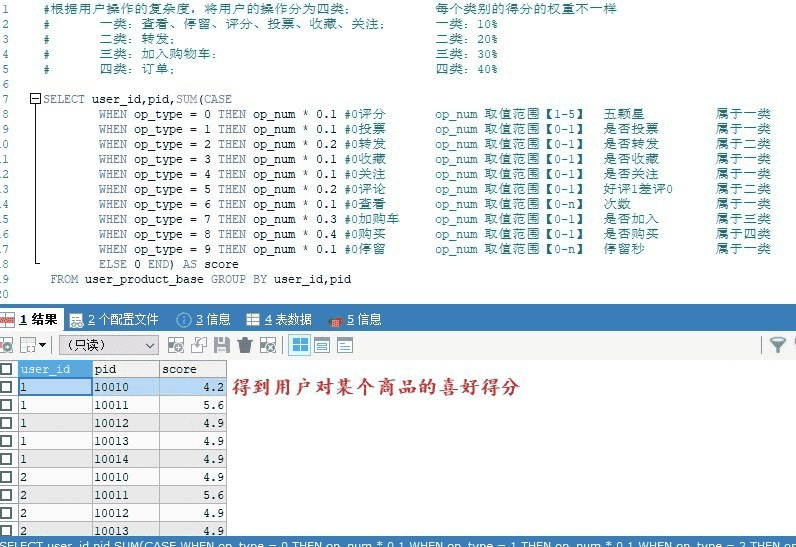 1 #根据用户操作的复杂度, 将用户的操作分为四类; 每个类别的得分的权重不一样
2 # 一类: 查看、停留、评分、投票、收藏、关注; 一类: 10%
3 # 二类: 转发; 二类: 20%
4 # 三类: 加入购物车: 三类: 30%
5 # 四类: 订单; 四类: 40%
6
7 SELECT user_id,pid,SUM(CASE
8 WHEN op_type = 0 THEN op_num * 0.1 #0评分 op_num 取值范围【1-5】 五颗星 属于一类
9 WHEN op_type = 1 THEN op_num * 0.1 #0投票 op_num 取值范围【0-1】 是否投票 属于一类
10 WHEN op_type = 2 THEN op_num * 0.2 #0转发 op_num 取值范围【0-1】 是否转发 属于二类
11 WHEN op_type = 3 THEN op_num * 0.1 #0收藏 op_num 取值范围【0-1】 是否收藏 属于一类
12 WHEN op_type = 4 THEN op_num * 0.1 #0关注 op_num 取值范围【0-1】 是否关注 属于一类
13 WHEN op_type = 5 THEN op_num * 0.2 #0评论 op_num 取值范围【0-1】 好评1差评0 属于二类
14 WHEN op_type = 6 THEN op_num * 0.1 #0查看 op_num 取值范围【0-n】 次数 属于一类
15 WHEN op_type = 7 THEN op_num * 0.3 #0加购车 op_num 取值范围【0-1】 是否加入 属于三类
16 WHEN op_type = 8 THEN op_num * 0.4 #0购买 op_num 取值范围【0-1】 是否购买 属于四类
17 WHEN op_type = 9 THEN op_num * 0.1 #0停留 op_num 取值范围【0-n】 停留秒 属于一类
18 ELSE 0 END) AS score
19 FROM user_product_base GROUP BY user_id,pid
20
1 结果 2 个配置文件 3 信息 4 表数据 5 信息
(只读)
user_id pid score
1 10010 4.2 得到用户对某个商品的喜好得分
1 10011 5.6
1 10012 4.9
1 10013 4.9
1 10014 4.9
2 10010 4.9
2 10011 5.6
2 10012 4.9
2 10013 4.9
SELECT user_id,pid,SUM(CASE WHEN op_type = 0 THEN op_num * 0.1 WHEN op_type = 1 THEN op_num * 0.1 WHEN op_type = 2 THEN op